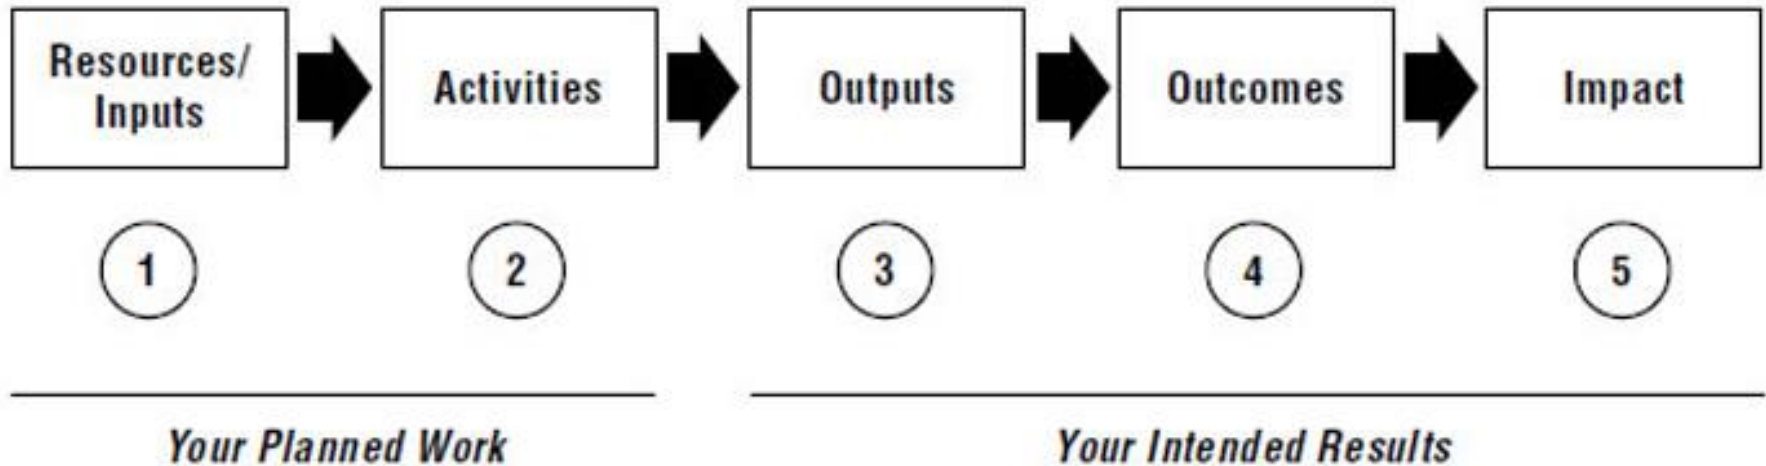 Resources/
Inputs
Activities
Outputs
Outcomes
Impact
1
2
3
4
5
Your Planned Work
Your Intended Results